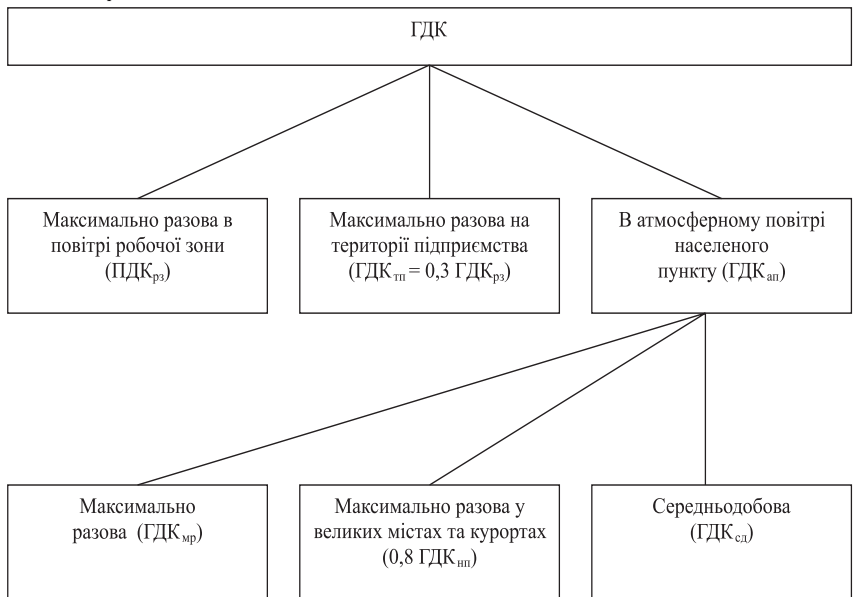 ГДК
Максимально разова в
повітрі робочої зони
(ПДКрз)
Максимально разова на
території підприємства
(ГДКтп = 0,3 ГДКрз)
В атмосферному повітрі
населеного
пункту (ГДКап)
Максимально
разова (ГДКмр)
Максимально разова у
великих містах та курортах
(0,8 ГДКнп)
Середньодобова
(ГДКсд)